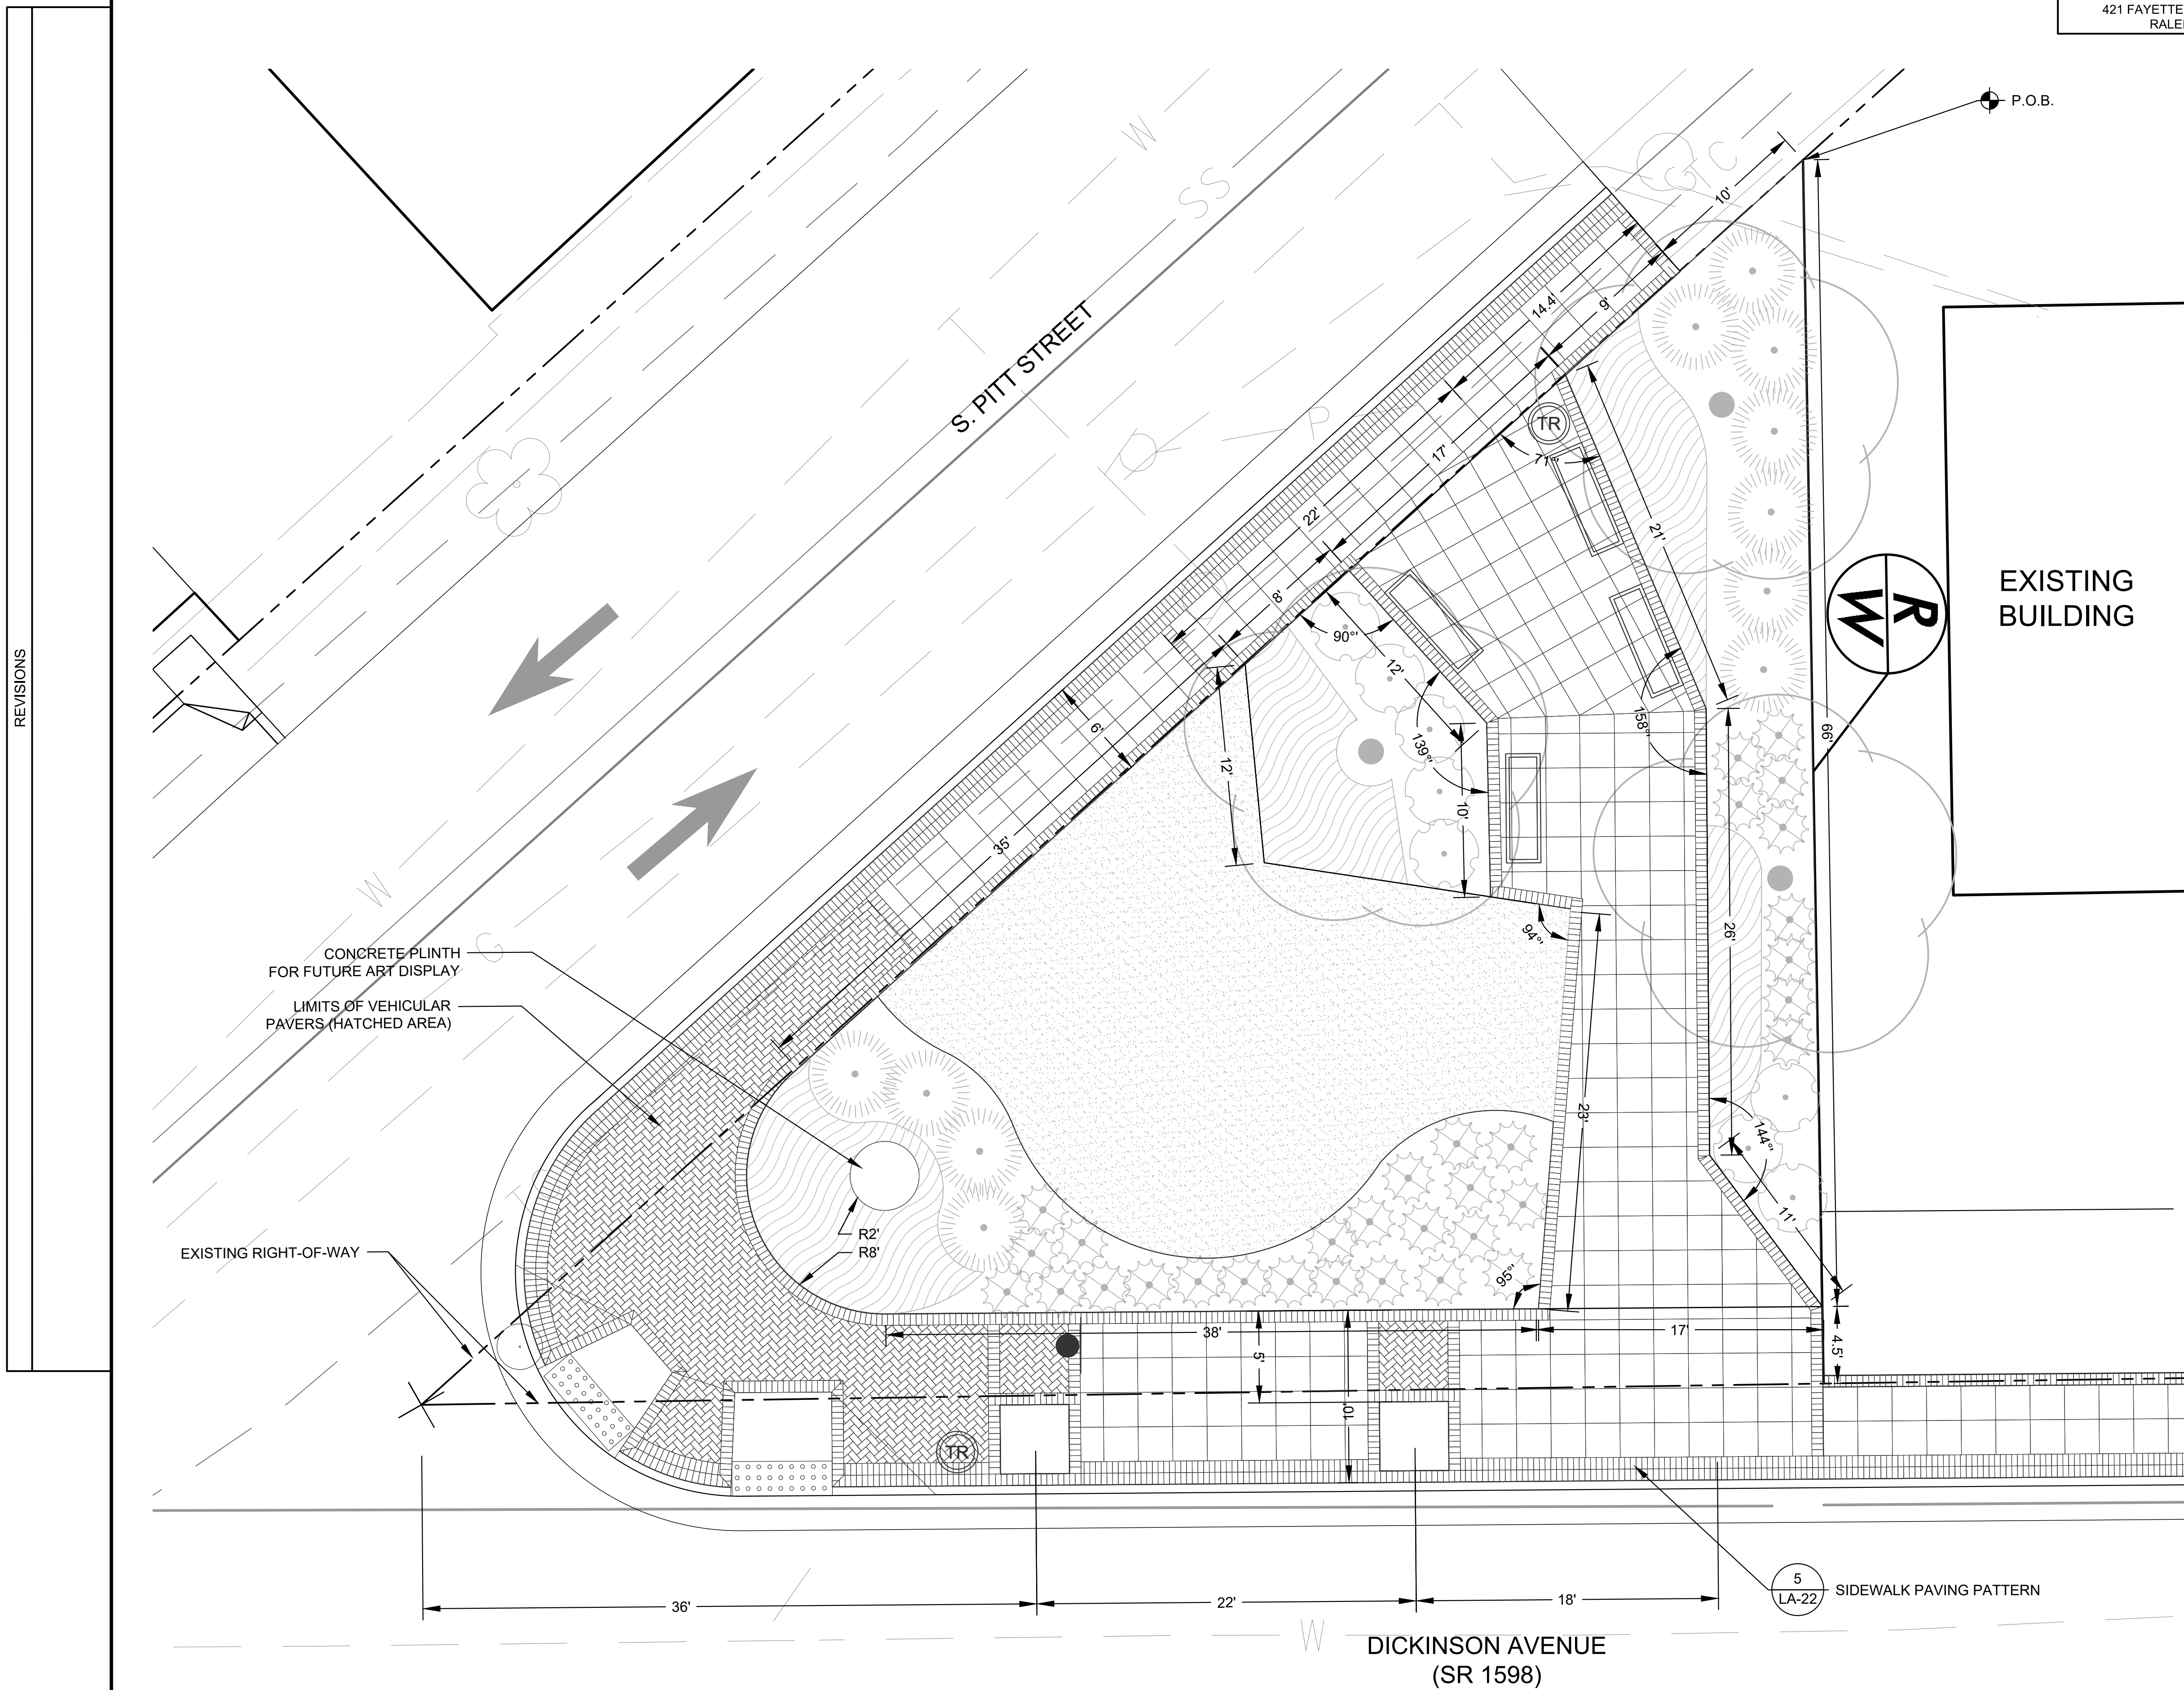 421 FAYETTE
RALE
REVISIONS
P.O.B.
W
SS
G
C
10'
S. PITT STREET
14.4
9'
TR
17'
71°'
P
22'
21'
8'
90°'
12'
EXISTING
BUILDING
R
W
158°'
139°'
66'
6'
12'
10'
35'
W
G
26'
94°'
CONCRETE PLINTH
FOR FUTURE ART DISPLAY
LIMITS OF VEHICULAR
PAVERS (HATCHED AREA)
23'
144°'
11'
R2'
R8'
EXISTING RIGHT-OF-WAY
95°'
38'
17'
5'
4.5'
10'
TR
5
LA-22
SIDEWALK PAVING PATTERN
36'
22'
18'
W
DICKINSON AVENUE
(SR 1598)